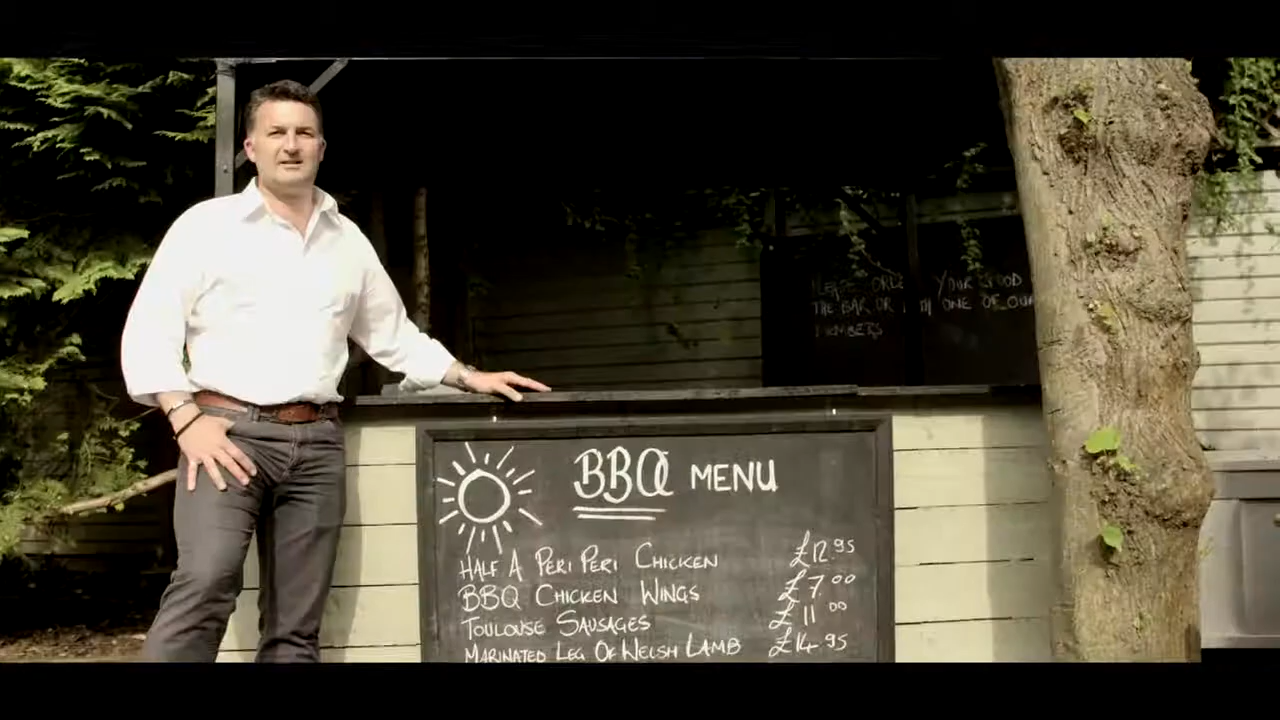 YOUR FOOD
THE BAR OR WITH ONE OF OUR
MEMBERS
BBQ MENU
HALF A PERI PERI CHICKEN £12.95
BBQ CHICKEN WINGS £7.00
TOULOUSE SAUSAGES £11.00
MARINATED LEG OF WELSH LAMB £14.95